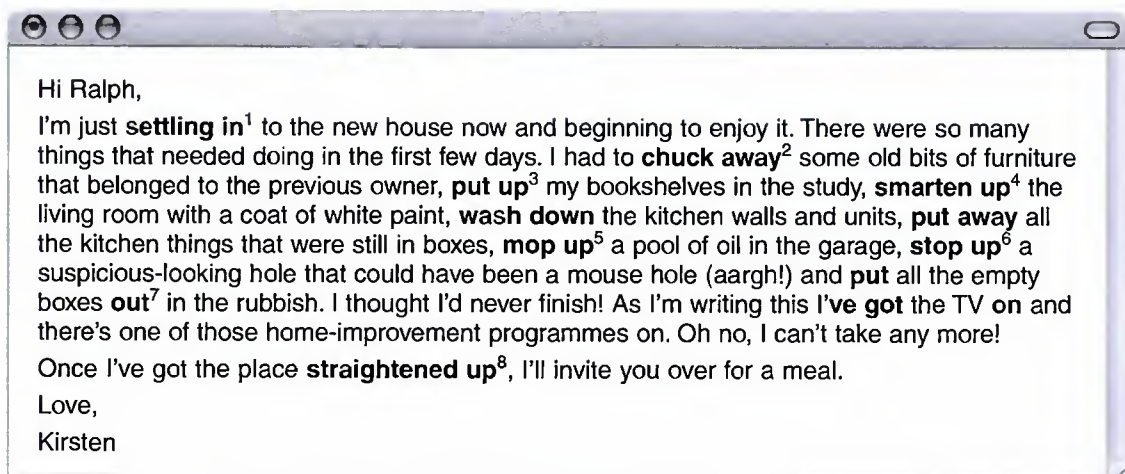 Hi Ralph,
I'm just settling in¹ to the new house now and beginning to enjoy it. There were so many
things that needed doing in the first few days. I had to chuck away² some old bits of furniture
that belonged to the previous owner, put up³ my bookshelves in the study, smarten up⁴ the
living room with a coat of white paint, wash down the kitchen walls and units, put away all
the kitchen things that were still in boxes, mop up⁵ a pool of oil in the garage, stop up⁶ a
suspicious-looking hole that could have been a mouse hole (aargh!) and put all the empty
boxes out⁷ in the rubbish. I thought I'd never finish! As I'm writing this I've got the TV on and
there's one of those home-improvement programmes on. Oh no, I can't take any more!
Once I've got the place straightened up⁸, I'll invite you over for a meal.
Love,
Kirsten